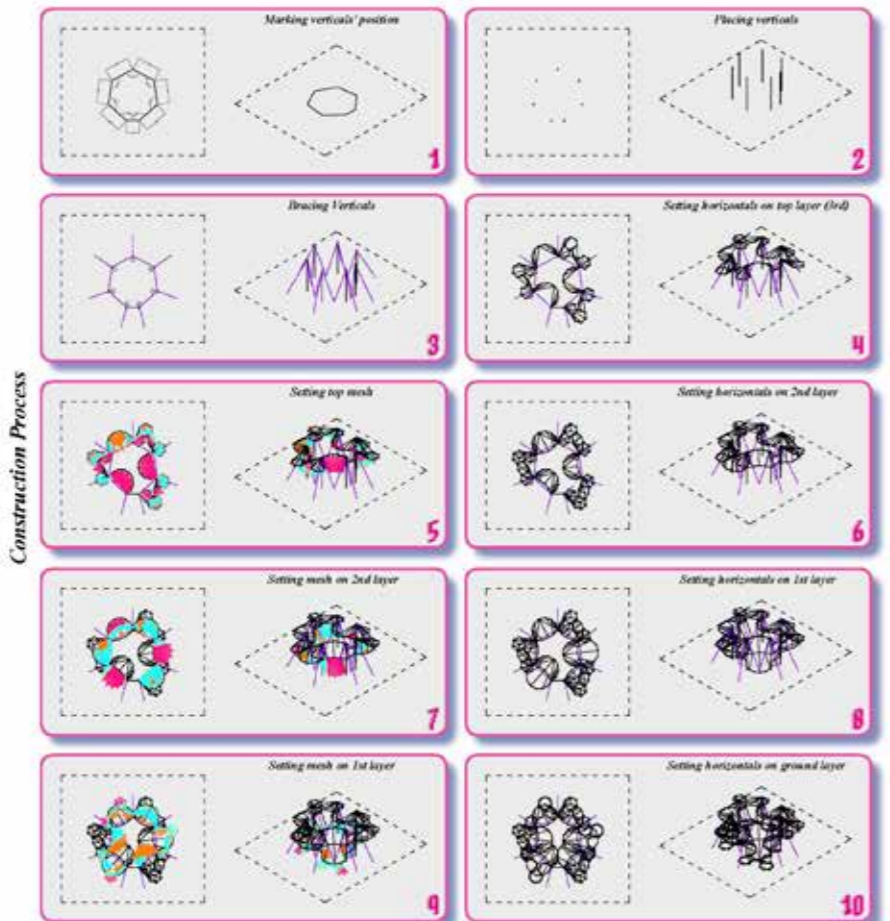 Construction Process
Marking verticals' position
1
Placing verticals
2
Bracing Verticals
3
Setting horizontals on top layer (3rd)
4
Setting top mesh
5
Setting horizontals on 2nd layer
6
Setting mesh on 2nd layer
7
Setting horizontals on 1st layer
8
Setting mesh on 1st layer
9
Setting horizontals on ground layer
10